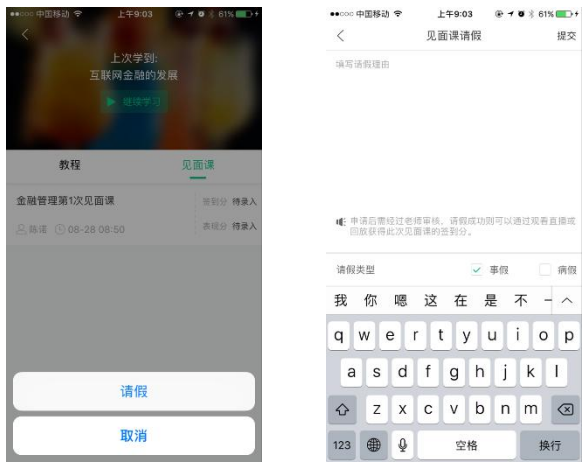 中国移动 上午9:03 61%
上次学到:
互联网金融的发展
继续学习
教程 见面课
金融管理第1次见面课 签到分 待录入
陈诺 08-28 08:50 表现分 待录入
请假
取消
中国移动 上午9:03 61%
见面课请假 提交
填写请假理由
申请后需经过老师审核、请假成功则可以通过观看直播或
回放获得此次见面课的签到分。
请假类型 事假 病假
我 你 嗯 这 在 是 不 一
q w e r t y u i o p
a s d f g h j k l
z x c v b n m
123 空格 换行